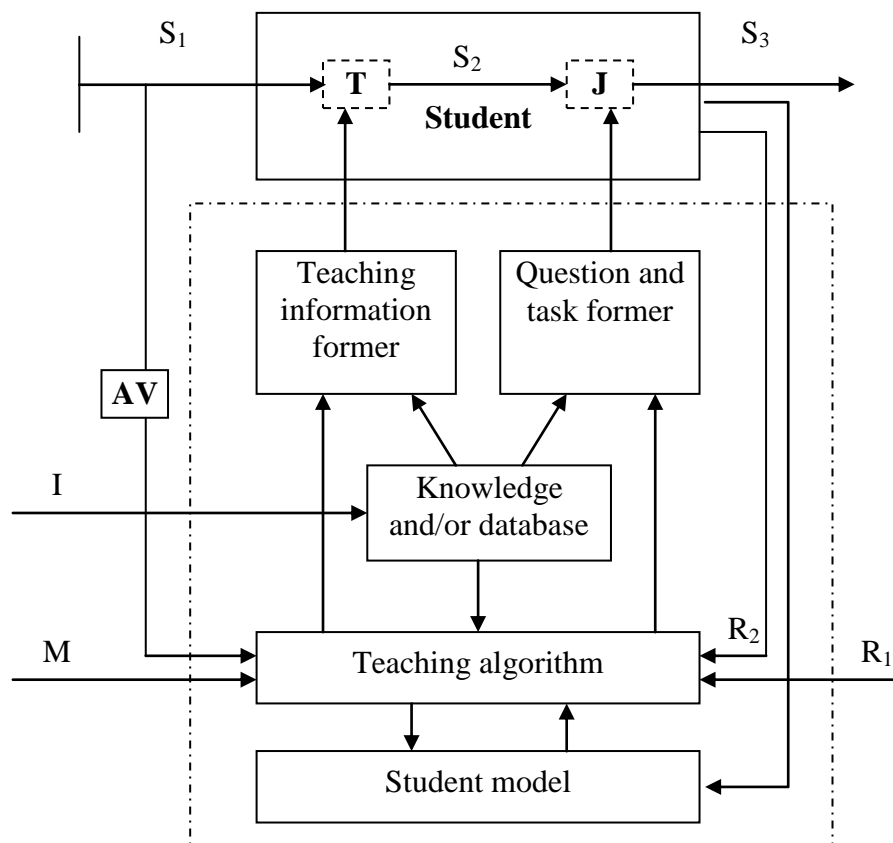 S₁
S₂
S₃
T
J
Student
Teaching
information
former
Question and
task former
AV
I
Knowledge
and/or database
M
Teaching algorithm
R₂
R₁
Student model